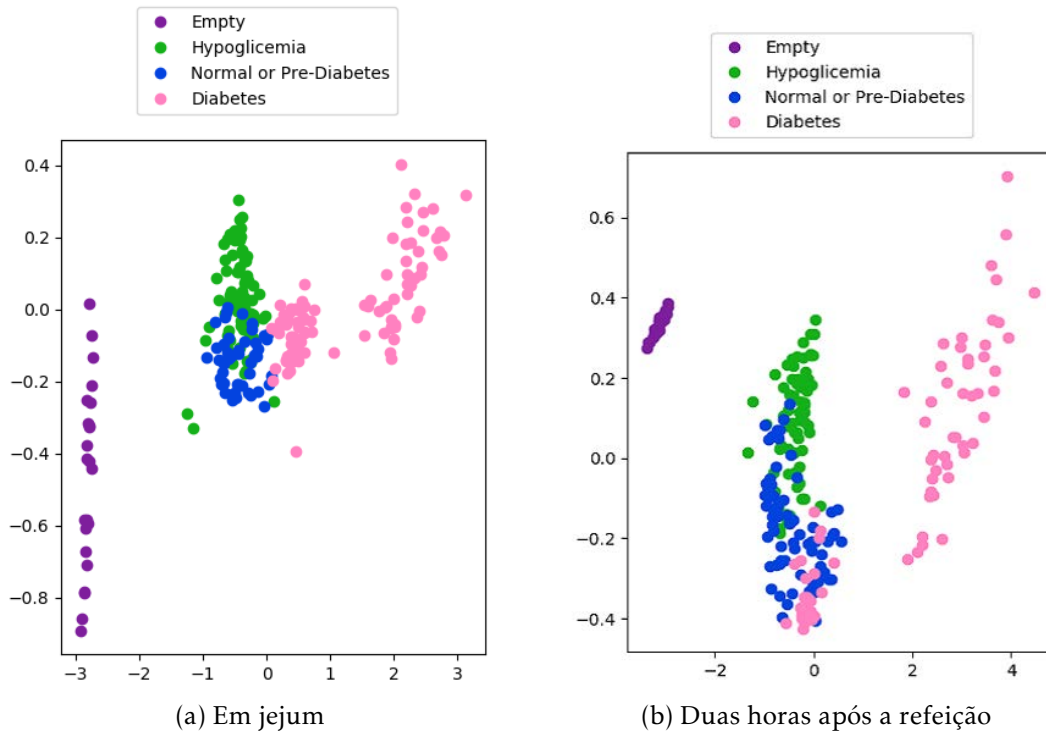 Empty
Hypoglicemia
Normal or Pre-Diabetes
Diabetes
0.4
0.2
0.0
−0.2
−0.4
−0.6
−0.8
−3 −2 −1 0 1 2 3
(a) Em jejum
Empty
Hypoglicemia
Normal or Pre-Diabetes
Diabetes
0.6
0.4
0.2
0.0
−0.2
−0.4
−2 0 2 4
(b) Duas horas após a refeição